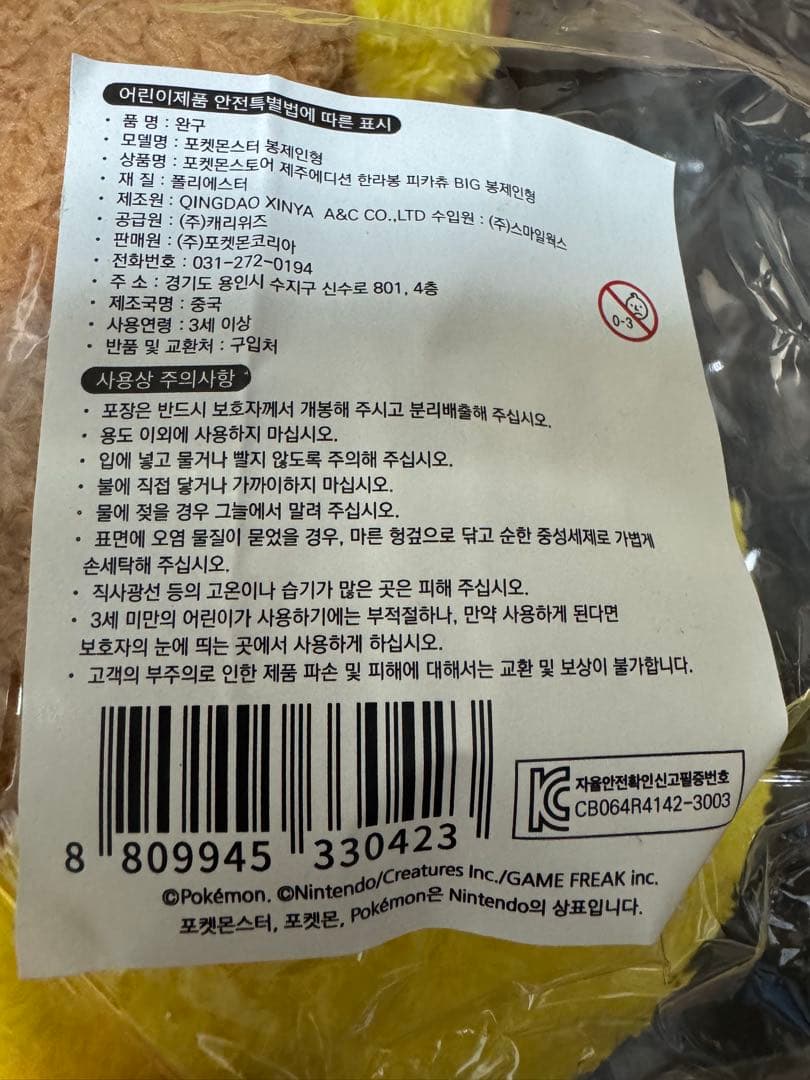 어린이제품 안전특별법에 따른 표시
· 품 명 : 완구
· 모델명 : 포켓몬스터 봉제인형
· 상품명 : 포켓몬스토어 제주에디션 한라봉 피카츄 BIG 봉제인형
· 재 질 : 폴리에스터
· 제조원 : QINGDAO XINYA A&C CO.,LTD 수입원 : (주)스마일웍스
· 공급원 : (주)캐리위즈
· 판매원 : (주)포켓몬코리아
· 전화번호 : 031-272-0194
· 주 소 : 경기도 용인시 수지구 신수로 801, 4층
· 제조국명 : 중국
· 사용연령 : 3세 이상
· 반품 및 교환처 : 구입처
0-3
사용상 주의사항
· 포장은 반드시 보호자께서 개봉해 주시고 분리배출해 주십시오.
· 용도 이외에 사용하지 마십시오.
· 입에 넣고 물거나 빨지 않도록 주의해 주십시오.
· 불에 직접 닿거나 가까이하지 마십시오.
· 물에 젖을 경우 그늘에서 말려 주십시오.
· 표면에 오염 물질이 묻었을 경우, 마른 헝겊으로 닦고 순한 중성세제로 가볍게
손세탁해 주십시오.
· 직사광선 등의 고온이나 습기가 많은 곳은 피해 주십시오.
· 3세 미만의 어린이가 사용하기에는 부적절하나, 만약 사용하게 된다면
보호자의 눈에 띄는 곳에서 사용하게 하십시오.
· 고객의 부주의로 인한 제품 파손 및 피해에 대해서는 교환 및 보상이 불가합니다.
8 809945 330423
KC 자율안전확인신고필증번호
CB064R4142-3003
©Pokémon. ©Nintendo/Creatures Inc./GAME FREAK inc.
포켓몬스터, 포켓몬, Pokémon은 Nintendo의 상표입니다.